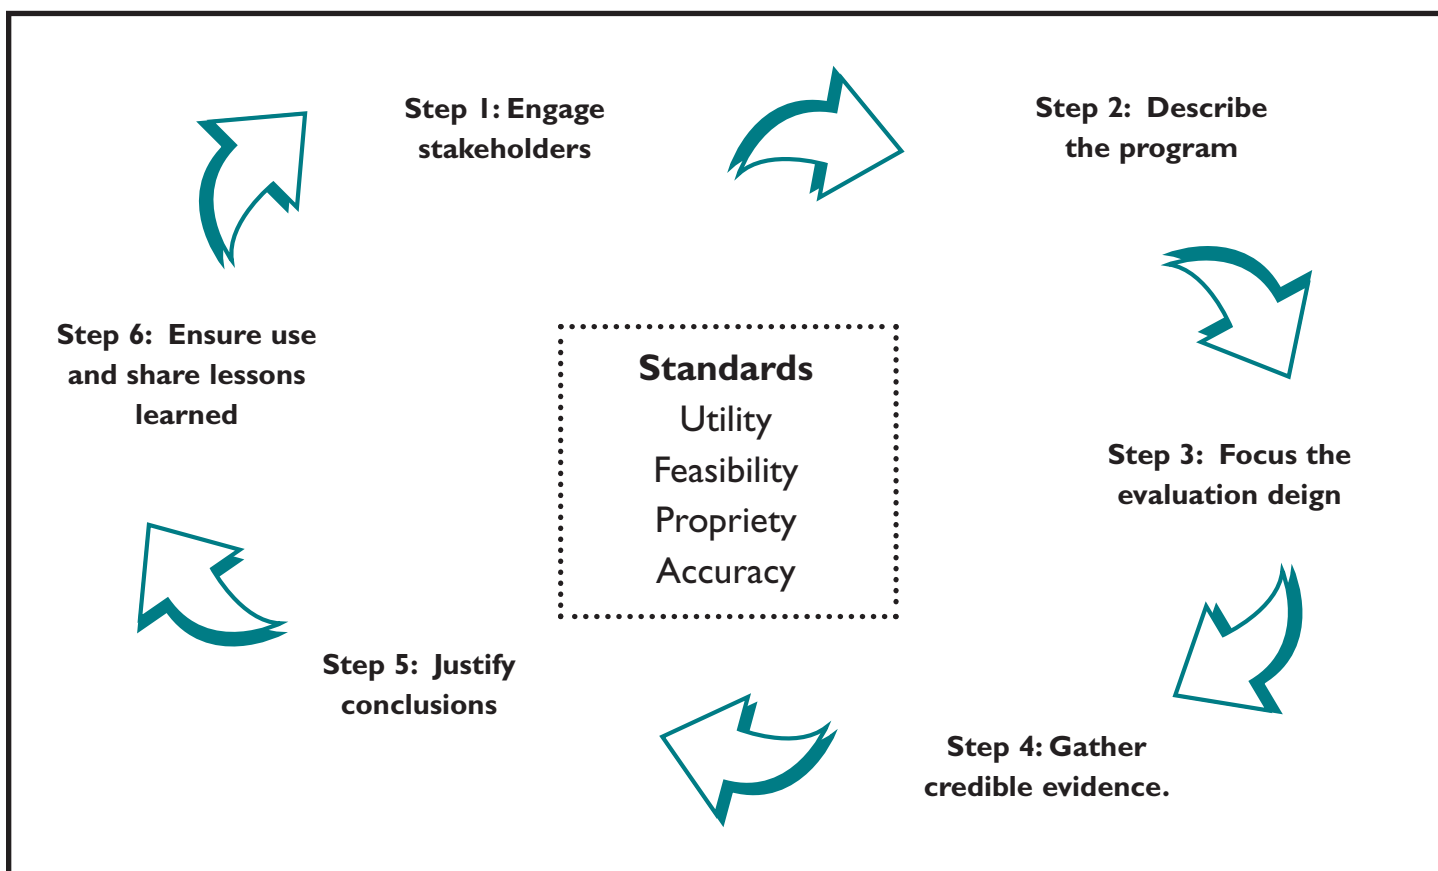 Step 1: Engage
stakeholders
Step 2: Describe
the program
Step 3: Focus the
evaluation deign
Step 4: Gather
credible evidence.
Step 5: Justify
conclusions
Step 6: Ensure use
and share lessons
learned
Standards
Utility
Feasibility
Propriety
Accuracy